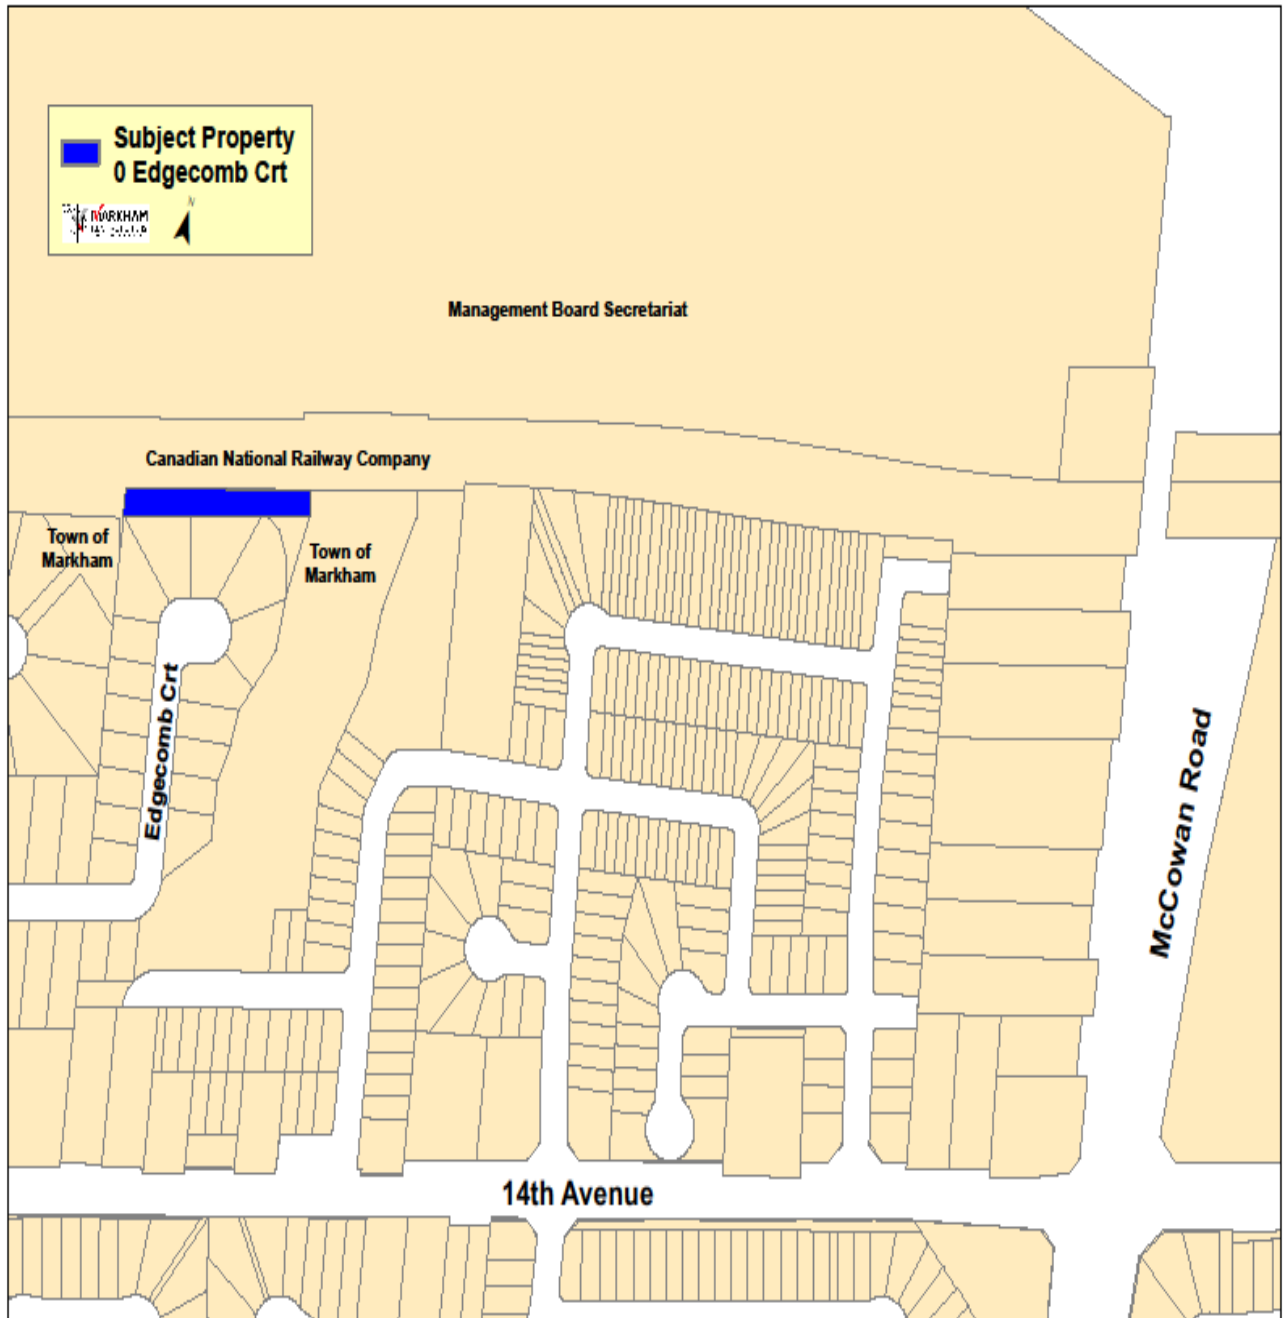 Subject Property
0 Edgecomb Crt
MARKHAM
N
Management Board Secretariat
Canadian National Railway Company
Town of
Markham
Town of
Markham
Edgecomb Crt
McCowan Road
14th Avenue